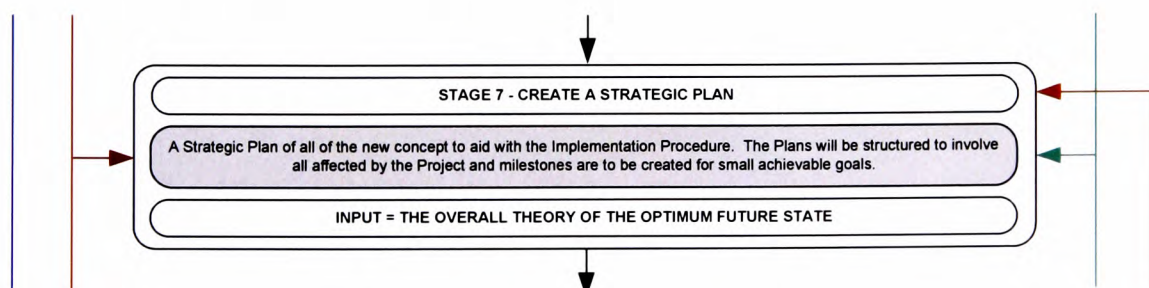 STAGE 7 - CREATE A STRATEGIC PLAN
A Strategic Plan of all of the new concept to aid with the Implementation Procedure. The Plans will be structured to involve
all affected by the Project and milestones are to be created for small achievable goals.
INPUT = THE OVERALL THEORY OF THE OPTIMUM FUTURE STATE